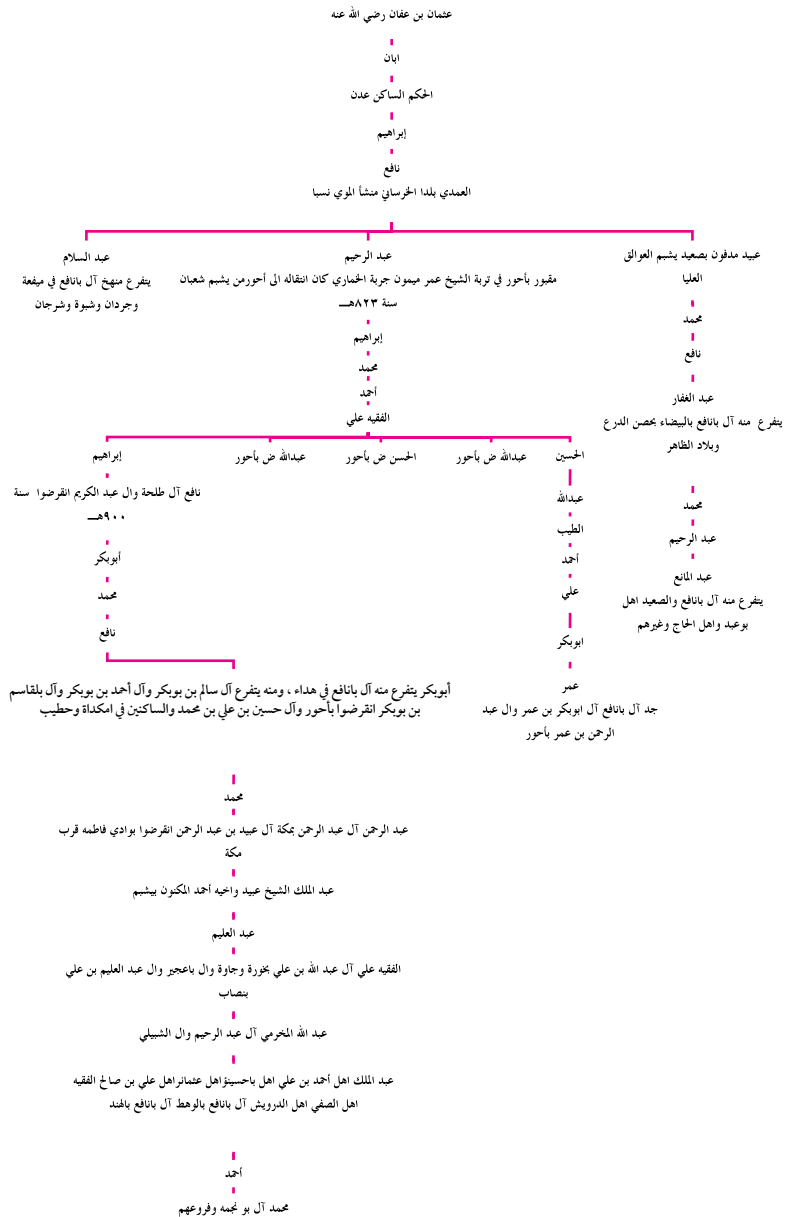 عثمان بن عفان رضي الله عنه
ابان
الحكم الساكن عدن
إبراهيم
نافع
العمدي بلدا الخرساني منشأ الموي نسبا
عبيد مدفون بصعيد يشبم العوالق
العليا
محمد
نافع
عبد الغفار
يتفرع منه آل بانافع بالبيضاء بحصن الدرع
وبلاد الظاهر
محمد
عبد الرحيم
عبد المانع
يتفرع منه آل بانافع والصعيد اهل
بوعبد واهل الحاج وغيرهم
عبد الرحيم
مقبور بأحور في تربة الشيخ عمر ميمون جربة الخماري كان انتقاله الى أحورمن يشبم شعبان
سنة ٨٢٣هـــ
إبراهيم
محمد
أحمد
الفقيه علي
عبد السلام
يتفرع منهخ آل بانافع في ميفعة
وجردان وشبوة وشرجان
الحسين
عبدالله
الطيب
أحمد
علي
ابوبكر
عمر
جد آل بانافع آل ابوبكر بن عمر وال عبد
الرحمن بن عمر بأحور
عبدالله ض بأحور
الحسن ض بأحور
عبدالله ض بأحور
إبراهيم
نافع آل طلحة وال عبد الكريم انقرضوا سنة
٩٠٠هـــ
أبوبكر
محمد
نافع
أبوبكر يتفرع منه آل بانافع في هداء ، ومنه يتفرع آل سالم بن بوبكر وآل أحمد بن بوبكر وآل بلقاسم
بن بوبكر انقرضوا بأحور وآل حسين بن علي بن محمد والساكنين في امكداة وحطيب
محمد
عبد الرحمن آل عبد الرحمن بمكة آل عبيد بن عبد الرحمن انقرضوا بوادي فاطمه قرب
مكة
عبد الملك الشيخ عبيد واخيه أحمد المكنون بيشبم
عبد العليم
الفقيه علي آل عبد الله بن علي بخورة وجاوة وال باعجير وال عبد العليم بن علي
بنصاب
عبد الله المخرمي آل عبد الرحيم وال الشبيلي
عبد الملك اهل أحمد بن علي اهل باحسينؤاهل عثمانراهل علي بن صالح الفقيه
اهل الصفي اهل الدرويش آل بانافع بالوهط آل بانافع بالهند
أحمد
محمد آل بو نجمه وفروعهم